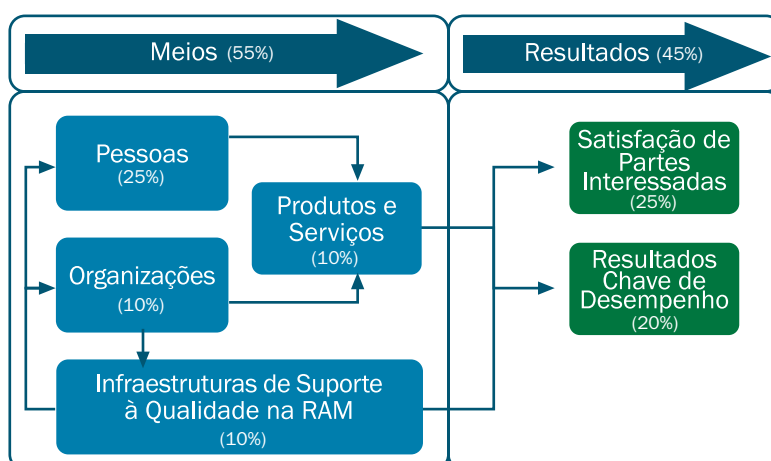 Meios (55%)
Resultados (45%)
Pessoas
(25%)
Produtos e
Serviços
(10%)
Organizações
(10%)
Infraestruturas de Suporte
à Qualidade na RAM
(10%)
Satisfação de
Partes
Interessadas
(25%)
Resultados
Chave de
Desempenho
(20%)